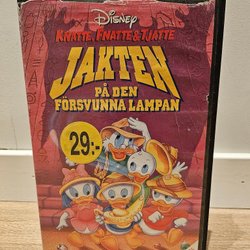 Disney
KNATTE, FNATTE & TJATTE
JAKTEN
PÅ DEN
FÖRSVUNNA LAMPAN
29:-